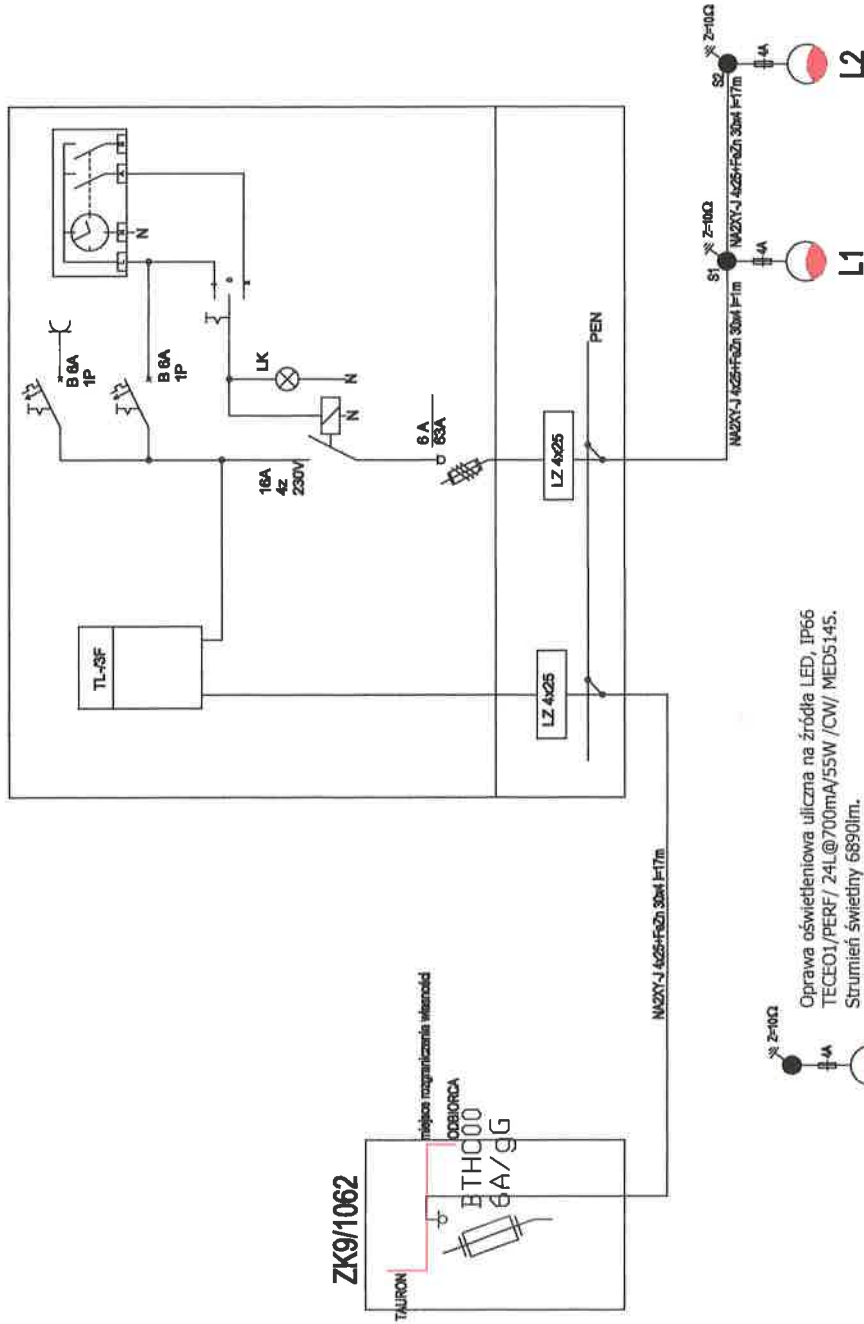 TL-/3F
B 6A
1P
B 6A
1P
L
N
N
LK
N
N
16A
4z
230V
6 A
63A
LZ 4x25
LZ 4x25
PEN
ZK9/1062
TAURON
miejsce rozgraniczenia własności
ODBIORCA
BTHC00
6A/gG
NA2XY-J 4x25+FeZn 30x4 l=17m
NA2XY-J 4x25+FeZn 30x4 l=1m
S1
Z=10Ω
4A
L1
NA2XY-J 4x25+FeZn 30x4 l=17m
S2
Z=10Ω
4A
L2
Z=10Ω
4A
Oprawa oświetleniowa uliczna na źródła LED, IP66
TECEO1/PERF/ 24L@700mA/55W /CW/ MED5145.
Strumień świetlny 6890lm.